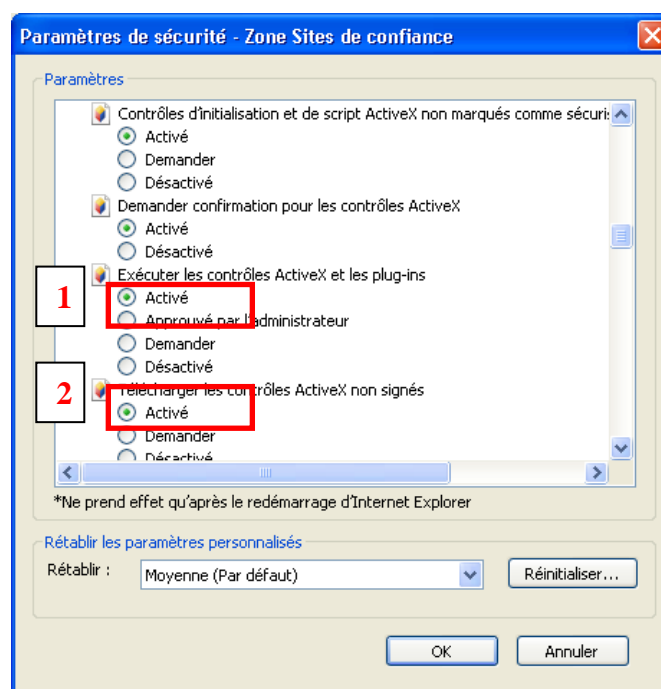 Paramètres de sécurité - Zone Sites de confiance
Paramètres
Contrôles d'initialisation et de script ActiveX non marqués comme sécuri
Activé
Demander
Désactivé
Demander confirmation pour les contrôles ActiveX
Activé
Désactivé
1
Exécuter les contrôles ActiveX et les plug-ins
Activé
Approuvé par l'administrateur
Demander
Désactivé
2
Télécharger les contrôles ActiveX non signés
Activé
Demander
Désactivé
*Ne prend effet qu'après le redémarrage d'Internet Explorer
Rétablir les paramètres personnalisés
Rétablir : Moyenne (Par défaut) Réinitialiser...
OK Annuler